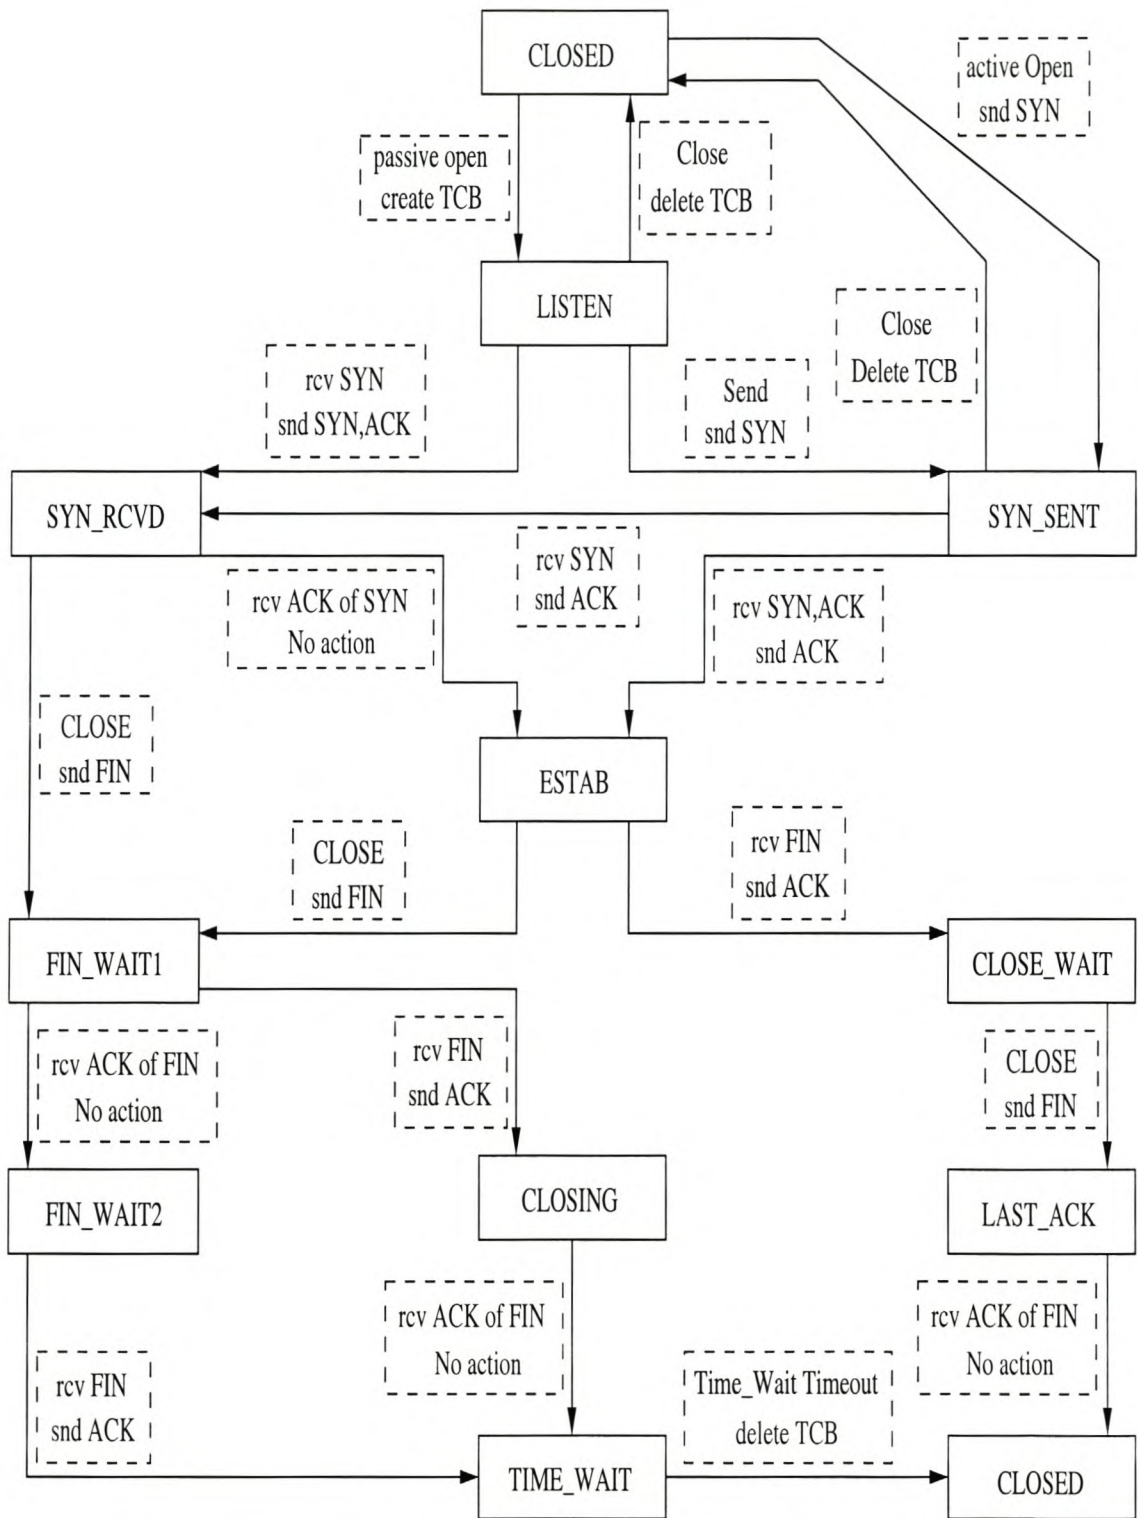 CLOSED
active Open
snd SYN
passive open
create TCB
Close
delete TCB
LISTEN
Close
Delete TCB
rcv SYN
snd SYN,ACK
Send
snd SYN
SYN_RCVD
SYN_SENT
rcv SYN
snd ACK
rcv ACK of SYN
No action
rcv SYN,ACK
snd ACK
CLOSE
snd FIN
ESTAB
CLOSE
snd FIN
rcv FIN
snd ACK
FIN_WAIT1
CLOSE_WAIT
rcv ACK of FIN
No action
rcv FIN
snd ACK
CLOSE
snd FIN
FIN_WAIT2
CLOSING
LAST_ACK
rcv ACK of FIN
No action
rcv ACK of FIN
No action
rcv FIN
snd ACK
Time_Wait Timeout
delete TCB
TIME_WAIT
CLOSED